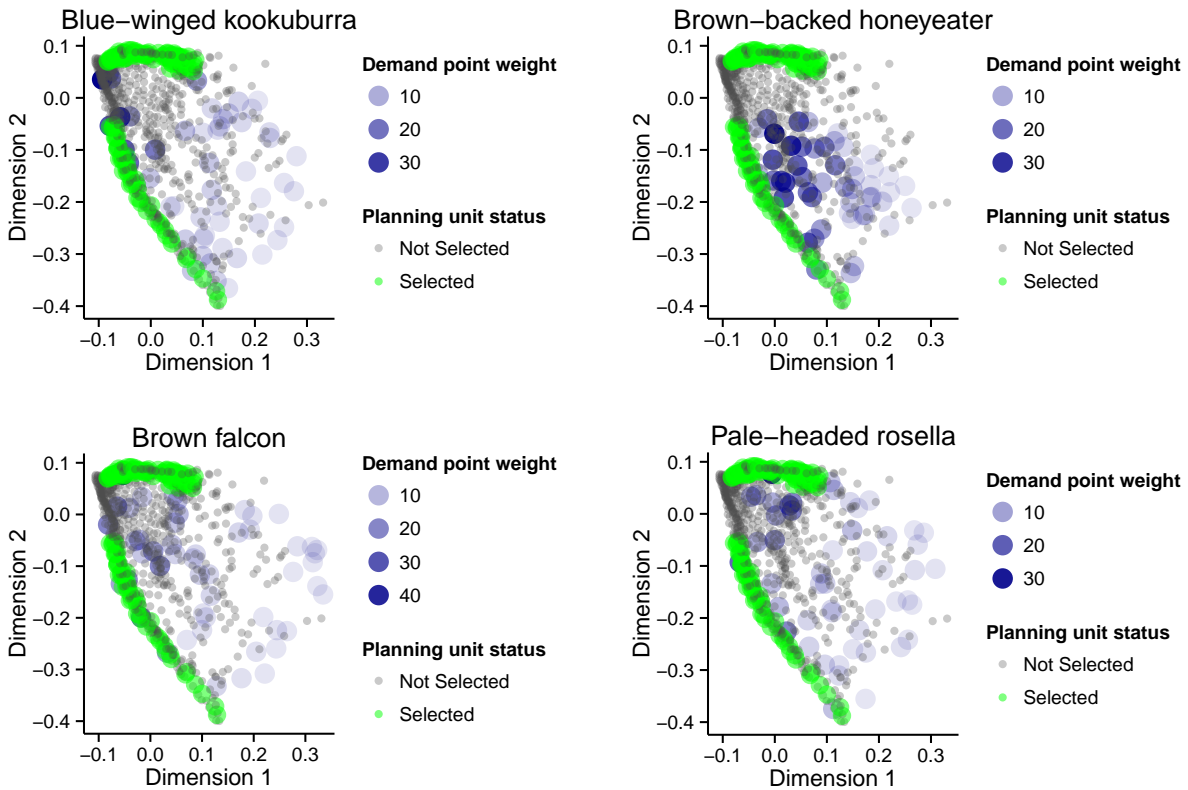 Blue−winged kookuburra
Dimension 2
0.1
0.0
−0.1
−0.2
−0.3
−0.4
−0.1 0.0 0.1 0.2 0.3
Dimension 1
Demand point weight
10
20
30
Planning unit status
Not Selected
Selected
Brown−backed honeyeater
Dimension 2
0.1
0.0
−0.1
−0.2
−0.3
−0.4
−0.1 0.0 0.1 0.2 0.3
Dimension 1
Demand point weight
10
20
30
Planning unit status
Not Selected
Selected
Brown falcon
Dimension 2
0.1
0.0
−0.1
−0.2
−0.3
−0.4
−0.1 0.0 0.1 0.2 0.3
Dimension 1
Demand point weight
10
20
30
40
Planning unit status
Not Selected
Selected
Pale−headed rosella
Dimension 2
0.1
0.0
−0.1
−0.2
−0.3
−0.4
−0.1 0.0 0.1 0.2 0.3
Dimension 1
Demand point weight
10
20
30
Planning unit status
Not Selected
Selected